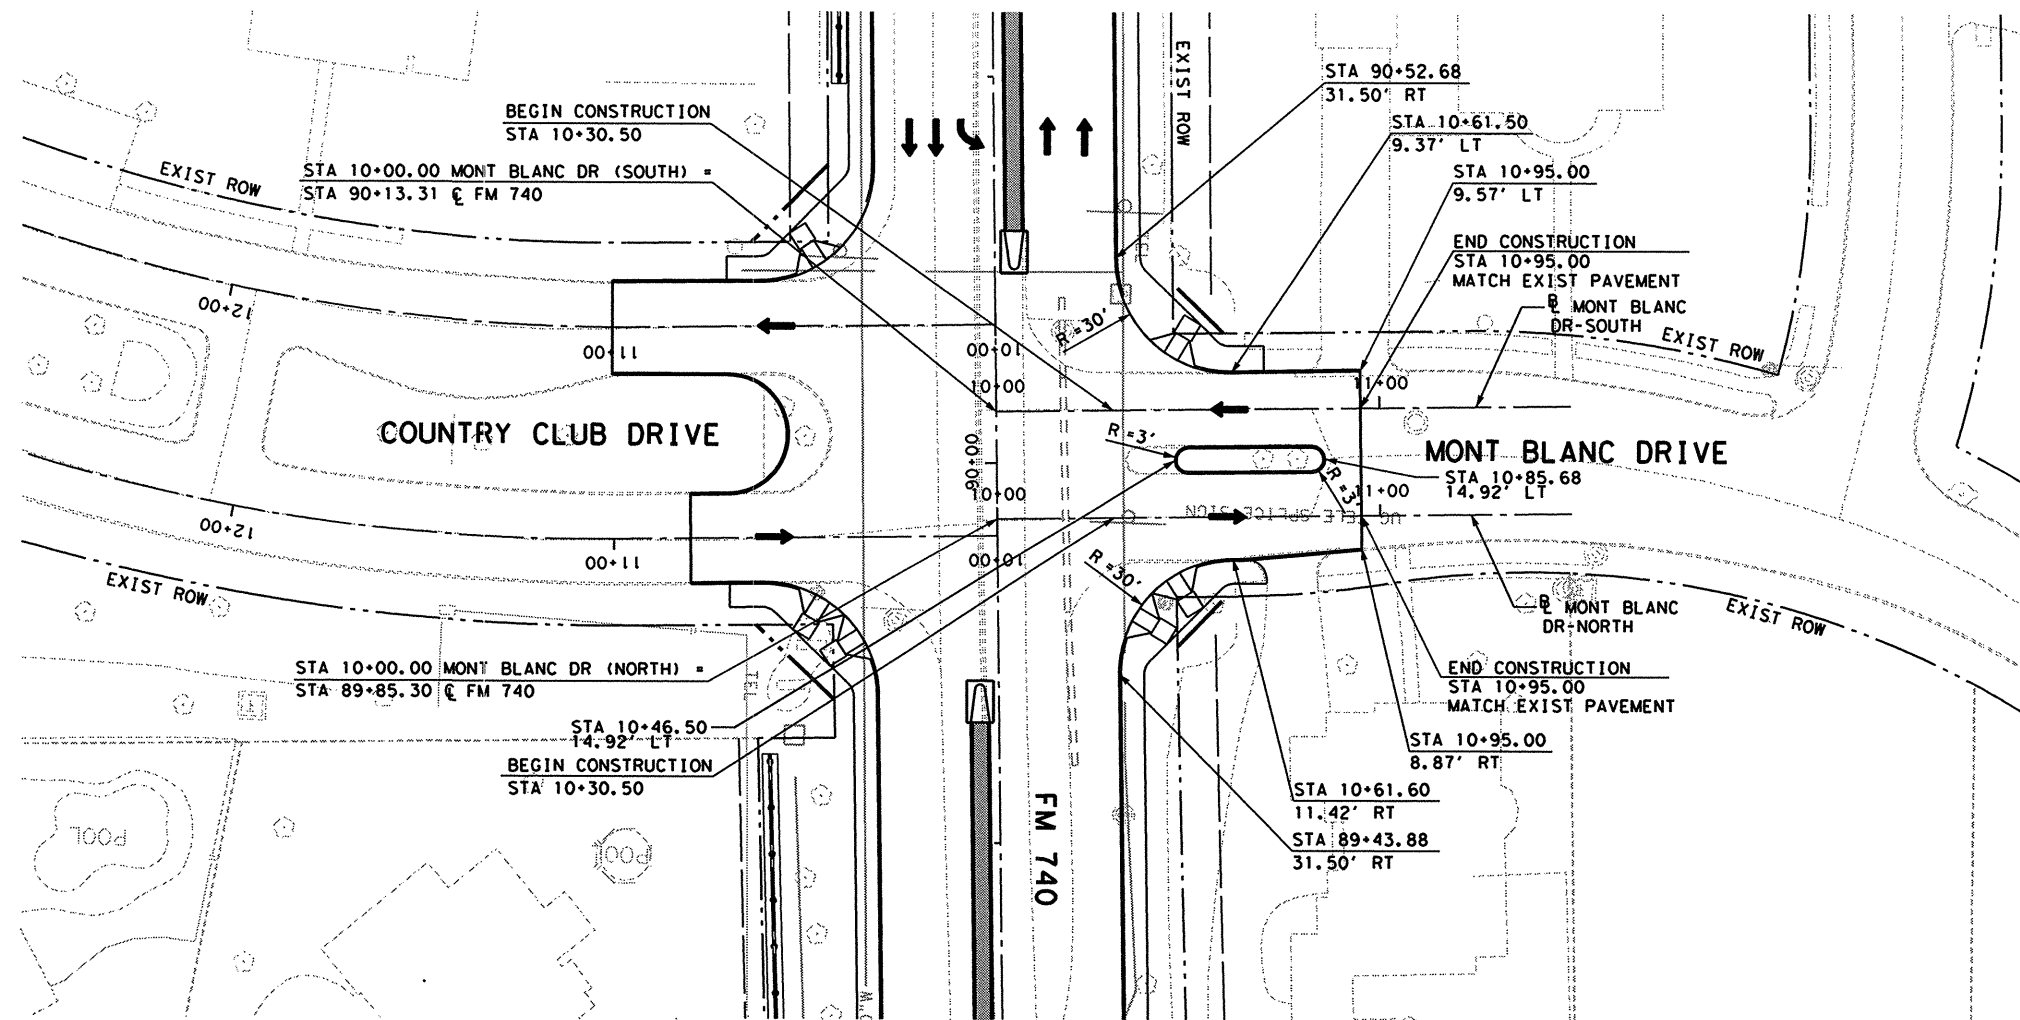 BEGIN CONSTRUCTION
STA 10+30.50
STA 10+00.00 MONT BLANC DR (SOUTH) =
STA 90+13.31 ℄ FM 740
EXIST ROW
EXIST ROW
STA 90+52.68
31.50' RT
STA 10+61.50
9.37' LT
STA 10+95.00
9.57' LT
END CONSTRUCTION
STA 10+95.00
MATCH EXIST PAVEMENT
MONT BLANC
DR-SOUTH
EXIST ROW
12+00
11+00
10+00
R=30'
10+00
11+00
COUNTRY CLUB DRIVE
R=3'
MONT BLANC DRIVE
90+00
STA 10+85.68
14.92' LT
R=3'
10+00
11+00
UG TELE SPLICE SIGN
12+00
11+00
10+00
R=30'
EXIST ROW
MONT BLANC
DR-NORTH
EXIST ROW
STA 10+00.00 MONT BLANC DR (NORTH) =
STA 89+85.30 ℄ FM 740
TEL
END CONSTRUCTION
STA 10+95.00
MATCH EXIST PAVEMENT
STA 10+46.50
14.92' LT
BEGIN CONSTRUCTION
STA 10+30.50
STA 10+95.00
8.87' RT
STA 10+61.60
11.42' RT
STA 89+43.88
31.50' RT
FM 740
POOL
POOL